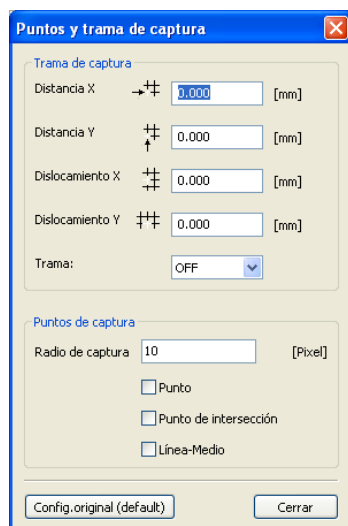 Puntos y trama de captura
Trama de captura
Distancia X 0.000 [mm]
Distancia Y 0.000 [mm]
Dislocamiento X 0.000 [mm]
Dislocamiento Y 0.000 [mm]
Trama: OFF
Puntos de captura
Radio de captura 10 [Pixel]
Punto
Punto de intersección
Línea-Medio
Config.original (default) Cerrar